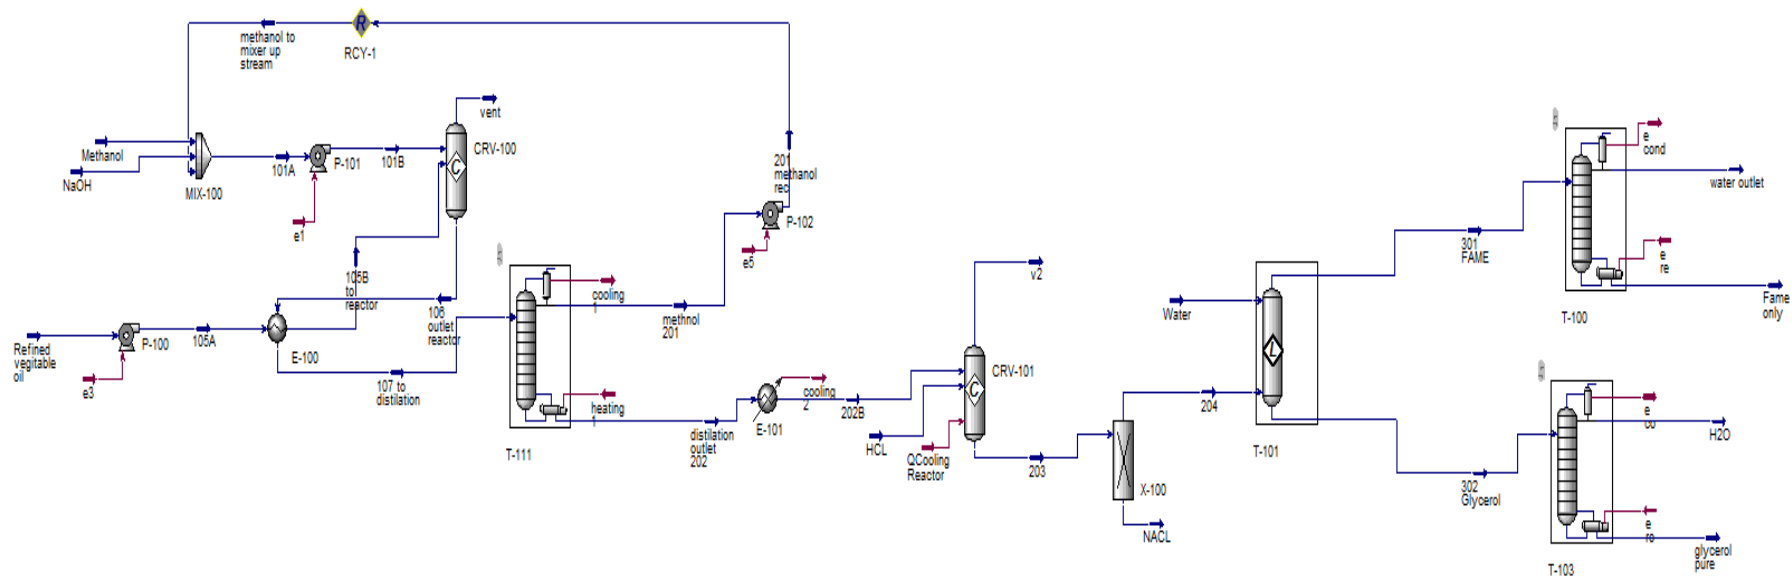 methanol to
mixer up
stream
RCY-1
vent
CRV-100
Methanol
NaOH
MIX-100
101A
P-101
101B
e1
201
methanol
rec
P-102
e5
105B
to
reactor
106
outlet
reactor
Refined
vegitable
oil
P-100
105A
e3
E-100
107 to
distilation
cooling
1
methnol
201
heating
1
T-111
distilation
outlet
202
E-101
cooling
2
202B
HCL
QCooling
Reactor
v2
CRV-101
203
X-100
NACL
204
Water
L
T-101
301
FAME
302
Glycerol
e
cond
water outlet
e
re
Fame
only
T-100
e
H2O
e
ro
glycerol
pure
T-103
R
C
C